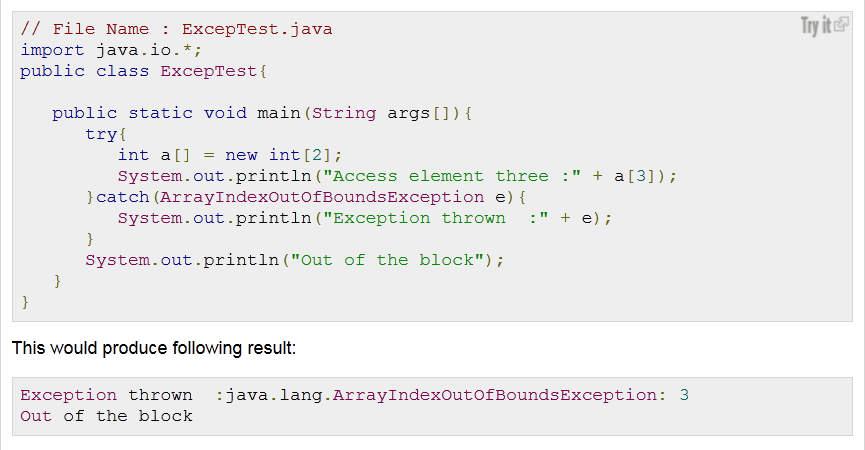 // File Name : ExcepTest.java
Try it
import java.io.*;
public class ExcepTest{
   public static void main(String args[]){
      try{
         int a[] = new int[2];
         System.out.println("Access element three :" + a[3]);
      }catch(ArrayIndexOutOfBoundsException e){
         System.out.println("Exception thrown  :" + e);
      }
      System.out.println("Out of the block");
   }
}
This would produce following result:
Exception thrown  :java.lang.ArrayIndexOutOfBoundsException: 3
Out of the block